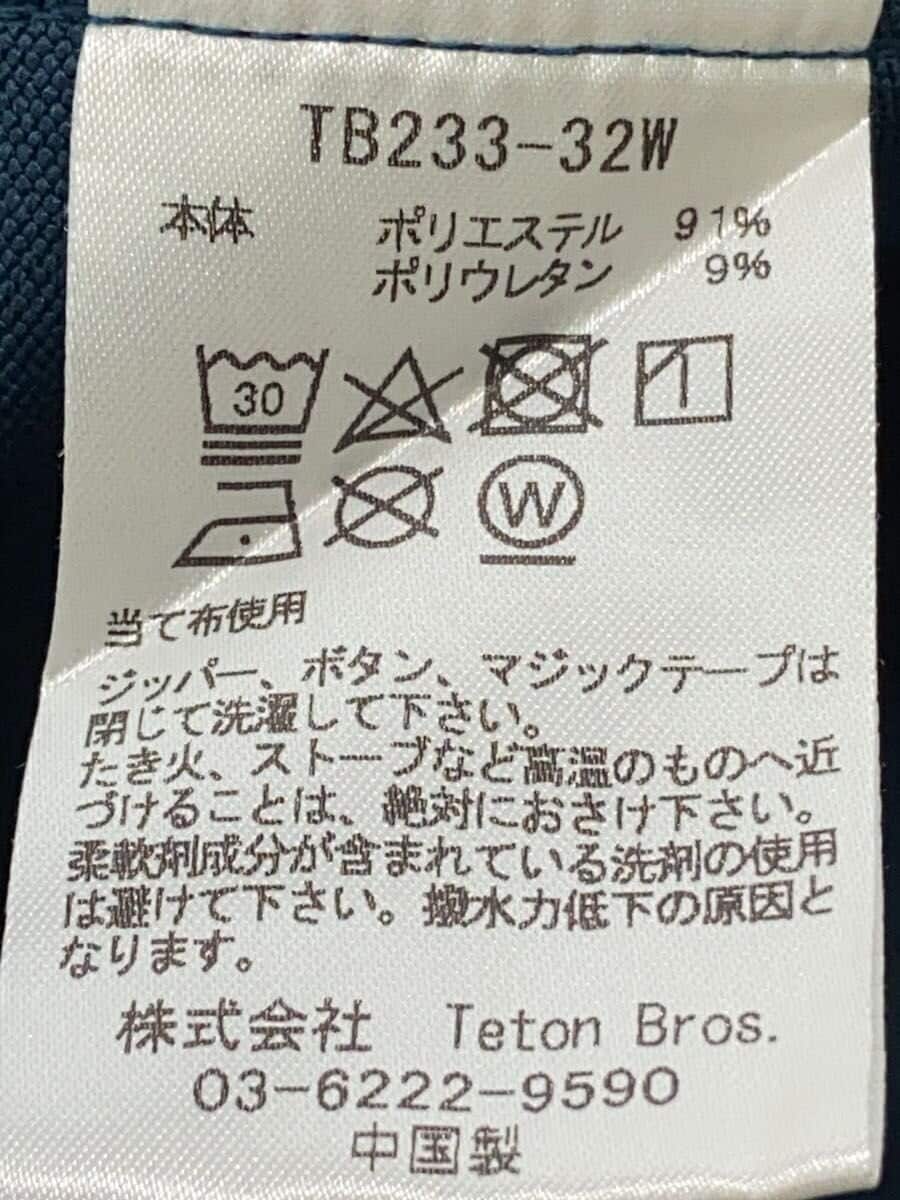 TB233-32W
本体 ポリエステル 91%
ポリウレタン 9%
30
W
当て布使用
ジッパー、ボタン、マジックテープは
閉じて洗濯して下さい。
たき火、ストーブなど高温のものへ近
づけることは、絶対におさけ下さい。
柔軟剤成分が含まれている洗剤の使用
は避けて下さい。撥水力低下の原因と
なります。
株式会社 Teton Bros.
03-6222-9590
中国製